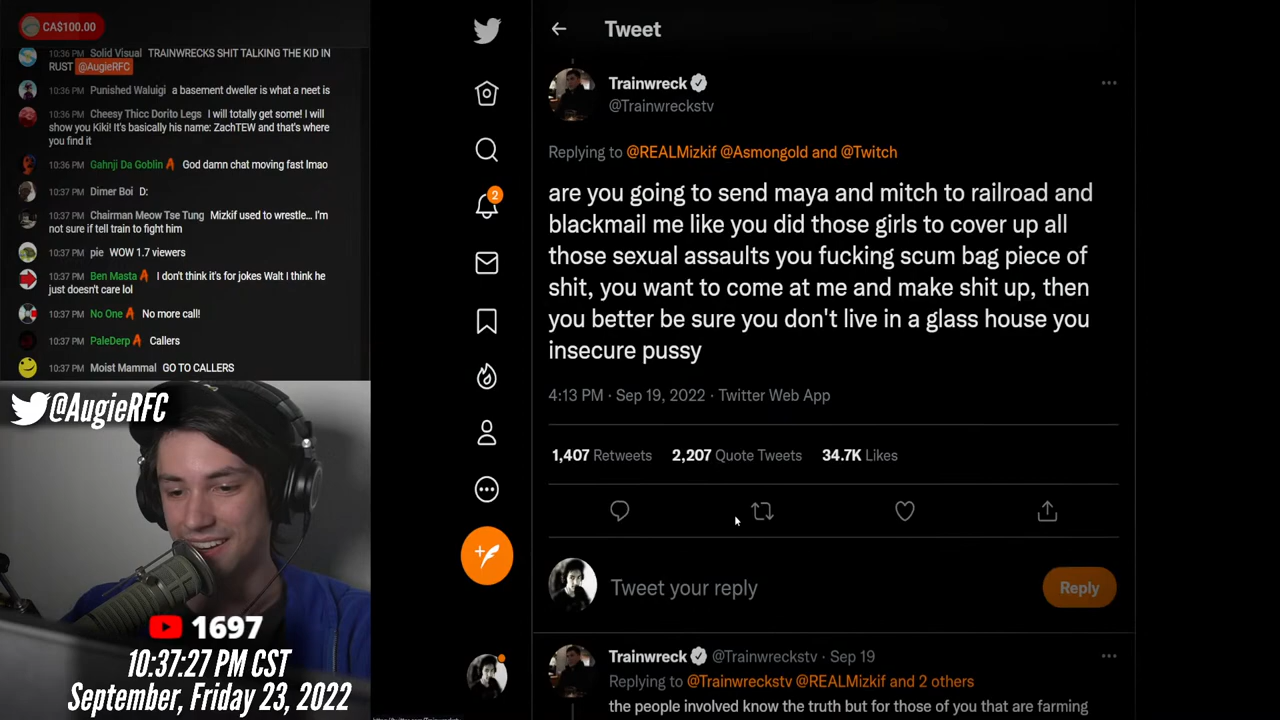 CA$100.00
10:36 PM Solid Visual TRAINWRECKS SHIT TALKING THE KID IN
RUST @AugieRFC
10:36 PM Punished Waluigi a basement dweller is what a neet is
10:36 PM Cheesy Thicc Dorito Legs I will totally get some! I will
show you Kiki! It's basically his name: ZachTEW and that's where
you find it
10:36 PM Gahnji Da Goblin God damn chat moving fast lmao
10:37 PM Dimer Boi D:
10:37 PM Chairman Meow Tse Tung Mizkif used to wrestle... I'm
not sure if tell train to fight him
10:37 PM pie WOW 1.7 viewers
10:37 PM Ben Masta I don't think it's for jokes Walt I think he
just doesn't care lol
10:37 PM No One No more call!
10:37 PM PaleDerp Callers
10:37 PM Moist Mammal GO TO CALLERS
@AugieRFC
1697
10:37:27 PM CST
September, Friday 23, 2022
2
Tweet
Trainwreck
@Trainwreckstv
Replying to @REALMizkif @Asmongold and @Twitch
are you going to send maya and mitch to railroad and
blackmail me like you did those girls to cover up all
those sexual assaults you fucking scum bag piece of
shit, you want to come at me and make shit up, then
you better be sure you don't live in a glass house you
insecure pussy
4:13 PM · Sep 19, 2022 · Twitter Web App
1,407 Retweets 2,207 Quote Tweets 34.7K Likes
Tweet your reply
Reply
Trainwreck @Trainwreckstv · Sep 19
Replying to @Trainwreckstv @REALMizkif and 2 others
the people involved know the truth but for those of you that are farming